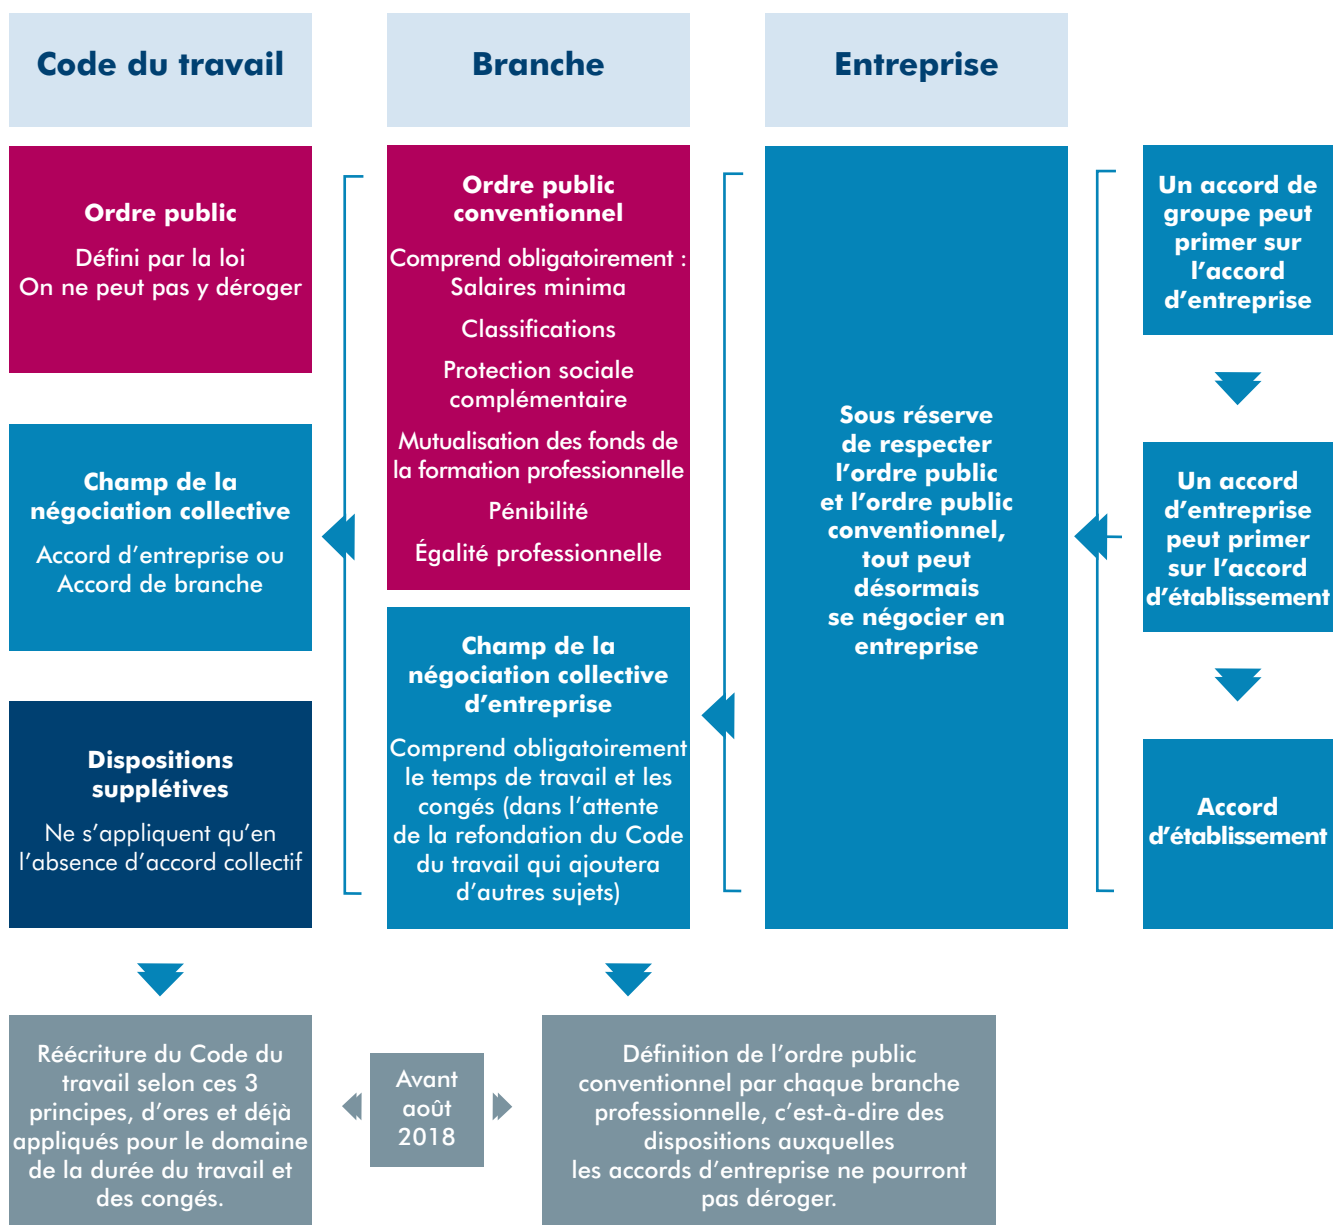 Code du travail
Ordre public
Défini par la loi
On ne peut pas y déroger
Champ de la
négociation collective
Accord d’entreprise ou
Accord de branche
Dispositions
supplétives
Ne s’appliquent qu’en
l’absence d’accord collectif
Branche
Ordre public
conventionnel
Comprend obligatoirement :
Salaires minima
Classifications
Protection sociale
complémentaire
Mutualisation des fonds de
la formation professionnelle
Pénibilité
Égalité professionnelle
Champ de la
négociation collective
d’entreprise
Comprend obligatoirement
le temps de travail et les
congés (dans l’attente
de la refondation du Code
du travail qui ajoutera
d’autres sujets)
Entreprise
Sous réserve
de respecter
l’ordre public
et l’ordre public
conventionnel,
tout peut
désormais
se négocier en
entreprise
Un accord de
groupe peut
primer sur
l’accord
d’entreprise
Un accord
d’entreprise
peut primer
sur l’accord
d’établissement
Accord
d’établissement
Réécriture du Code du
travail selon ces 3
principes, d’ores et déjà
appliqués pour le domaine
de la durée du travail et
des congés.
Avant
août
2018
Définition de l’ordre public
conventionnel par chaque branche
professionnelle, c’est-à-dire des
dispositions auxquelles
les accords d’entreprise ne pourront
pas déroger.